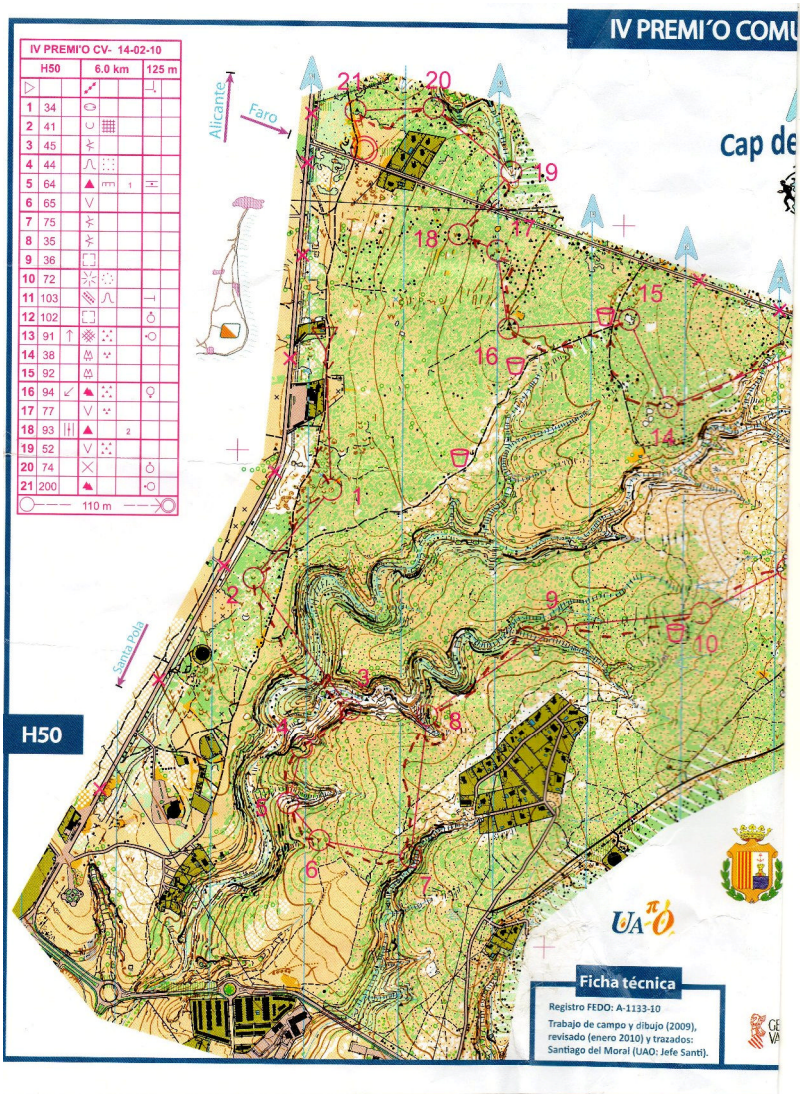 IV PREMI´O COMU
IV PREMI'O CV- 14-02-10
H50 6.0 km 125 m
1 34
2 41
3 45
4 44
5 64 1
6 65
7 75
8 35
9 36
10 72
11 103
12 102
13 91
14 38
15 92
16 94
17 77
18 93 2
19 52
20 74
21 200
110 m
Alicante
Faro
Cap de
21
20
19
18
17
15
16
14
1
2
Santa Pola
9
10
3
8
4
H50
5
6
7
UAπO
Ficha técnica
Registro FEDO: A-1133-10
Trabajo de campo y dibujo (2009),
revisado (enero 2010) y trazados:
Santiago del Moral (UAO: Jefe Santi).
GE
VA